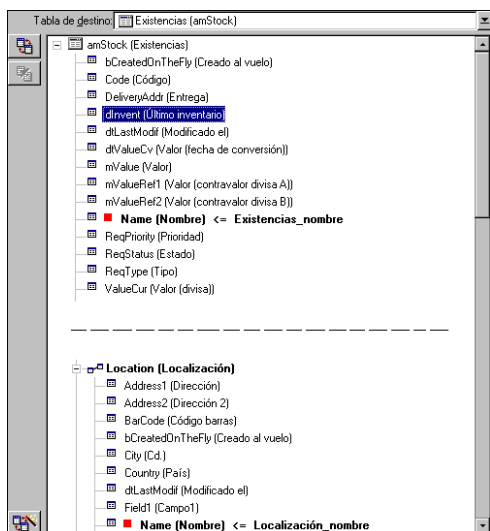 Tabla de destino: Existencias (amStock)
amStock (Existencias)
bCreatedOnTheFly (Creado al vuelo)
Code (Código)
DeliveryAddr (Entrega)
dInvent (Último inventario)
dtLastModif (Modificado el)
dtValueCv (Valor (fecha de conversión))
mValue (Valor)
mValueRef1 (Valor (contravalor divisa A))
mValueRef2 (Valor (contravalor divisa B))
Name (Nombre) <= Existencias_nombre
ReqPriority (Prioridad)
ReqStatus (Estado)
ReqType (Tipo)
ValueCur (Valor (divisa))
Location (Localización)
Address1 (Dirección)
Address2 (Dirección 2)
BarCode (Código barras)
bCreatedOnTheFly (Creado al vuelo)
City (Cd.)
Country (País)
dtLastModif (Modificado el)
Field1 (Campo1)
Name (Nombre) <= Localización_nombre